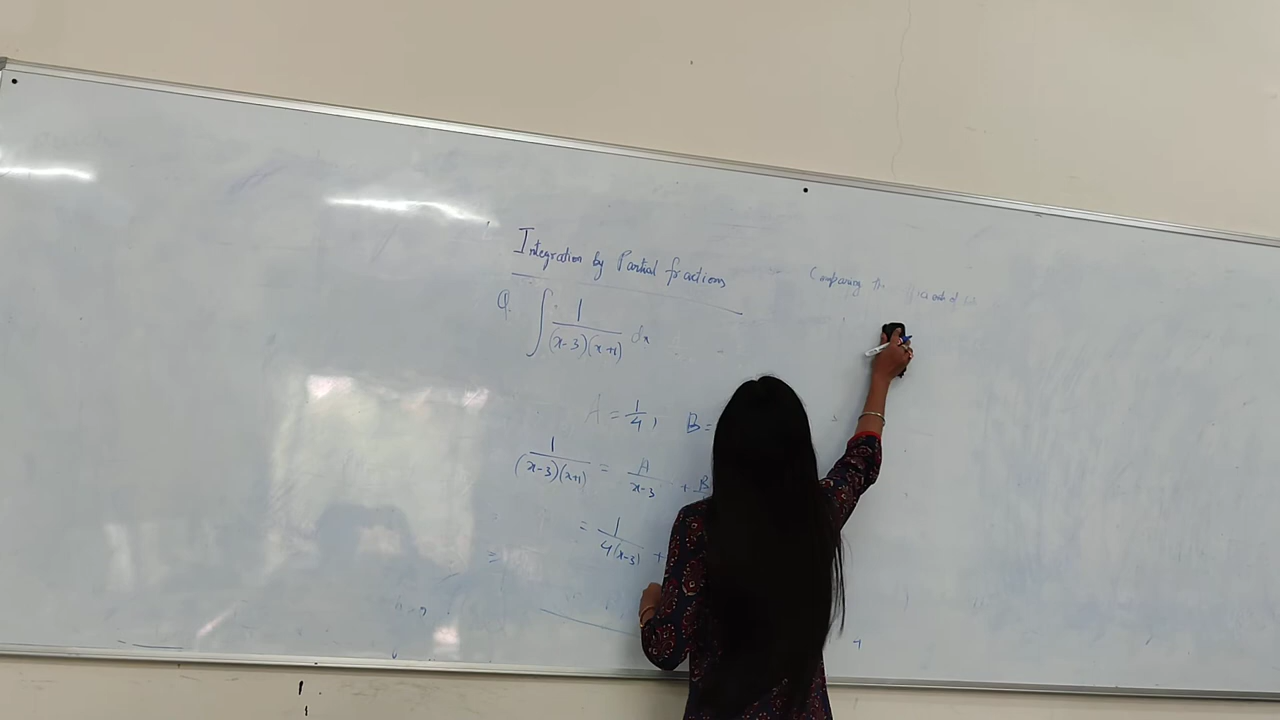 Integration by Partial fractions
Comparing the
Q. ∫ 1/((x-3)(x+1)) dx
A = 1/4, B =
1/((x-3)(x+1)) = A/(x-3) + B
= 1/(4(x-3)) +